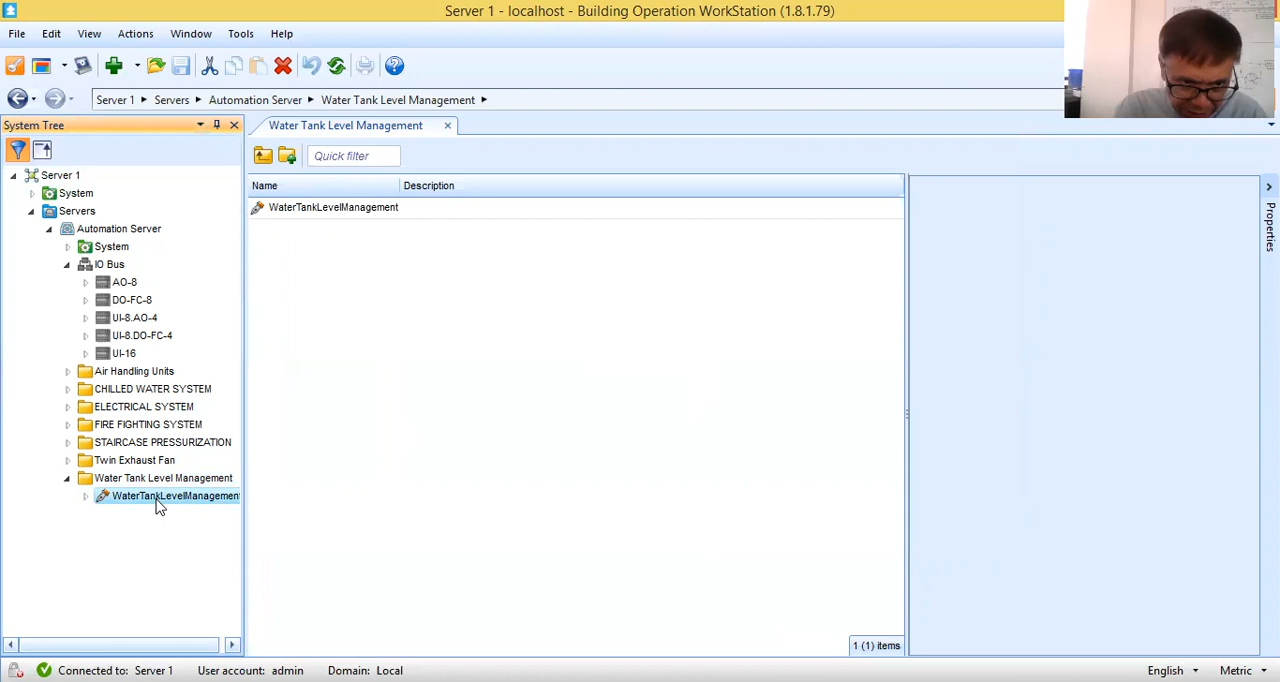 Server 1 - localhost - Building Operation WorkStation (1.8.1.79)
File Edit View Actions Window Tools Help
Server 1 Servers Automation Server Water Tank Level Management
System Tree
Water Tank Level Management
Quick filter
Name Description
WaterTankLevelManagement
Server 1
System
Servers
Automation Server
System
IO Bus
AO-8
DO-FC-8
UI-8.AO-4
UI-8.DO-FC-4
UI-16
Air Handling Units
CHILLED WATER SYSTEM
ELECTRICAL SYSTEM
FIRE FIGHTING SYSTEM
STAIRCASE PRESSURIZATION
Twin Exhaust Fan
Water Tank Level Management
WaterTankLevelManagement
Properties
1 (1) items
Connected to: Server 1 User account: admin Domain: Local English Metric